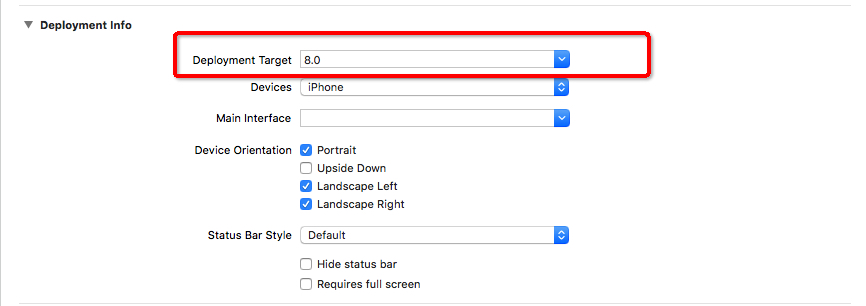 Deployment Info
Deployment Target 8.0
Devices iPhone
Main Interface
Device Orientation Portrait
Upside Down
Landscape Left
Landscape Right
Status Bar Style Default
Hide status bar
Requires full screen